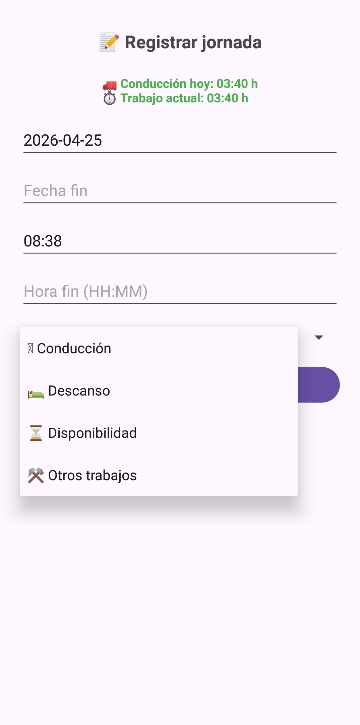 📝 Registrar jornada
🚛 Conducción hoy: 03:40 h
⏱ Trabajo actual: 03:40 h
2026-04-25
Fecha fin
08:38
Hora fin (HH:MM)
Conducción
🛌 Descanso
⏳ Disponibilidad
⚒ Otros trabajos